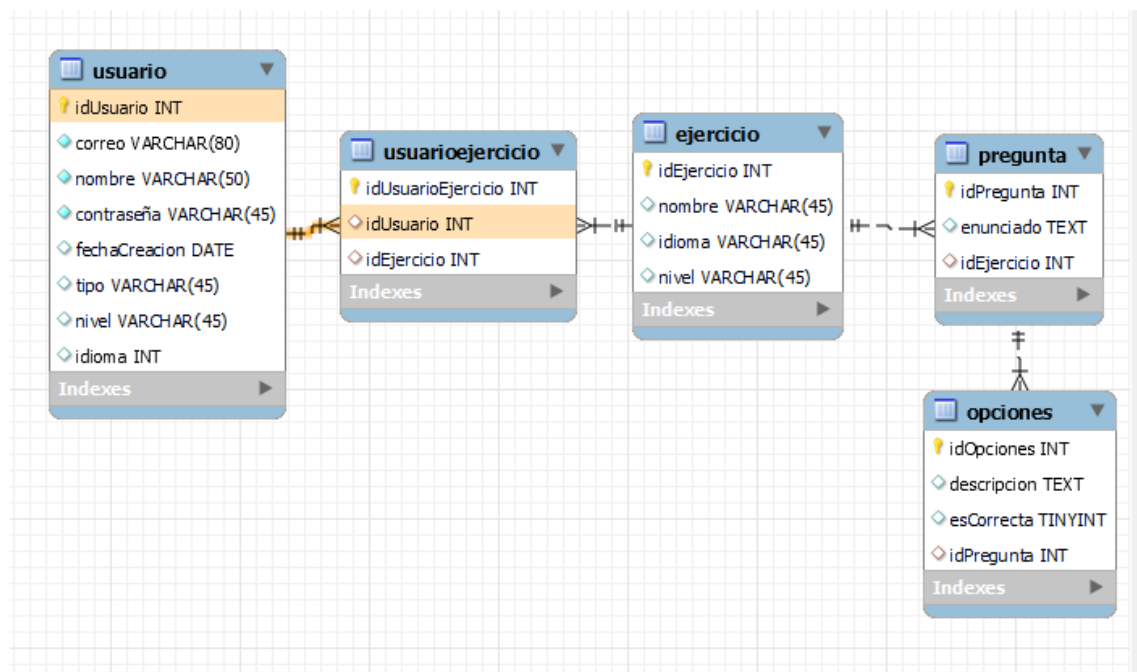 usuario
idUsuario INT
correo VARCHAR(80)
nombre VARCHAR(50)
contraseña VARCHAR(45)
fechaCreacion DATE
tipo VARCHAR(45)
nivel VARCHAR(45)
idioma INT
Indexes
usuarioejercicio
idUsuarioEjercicio INT
idUsuario INT
idEjercicio INT
Indexes
ejercicio
idEjercicio INT
nombre VARCHAR(45)
idioma VARCHAR(45)
nivel VARCHAR(45)
Indexes
pregunta
idPregunta INT
enunciado TEXT
idEjercicio INT
Indexes
opciones
idOpciones INT
descripcion TEXT
esCorrecta TINYINT
idPregunta INT
Indexes